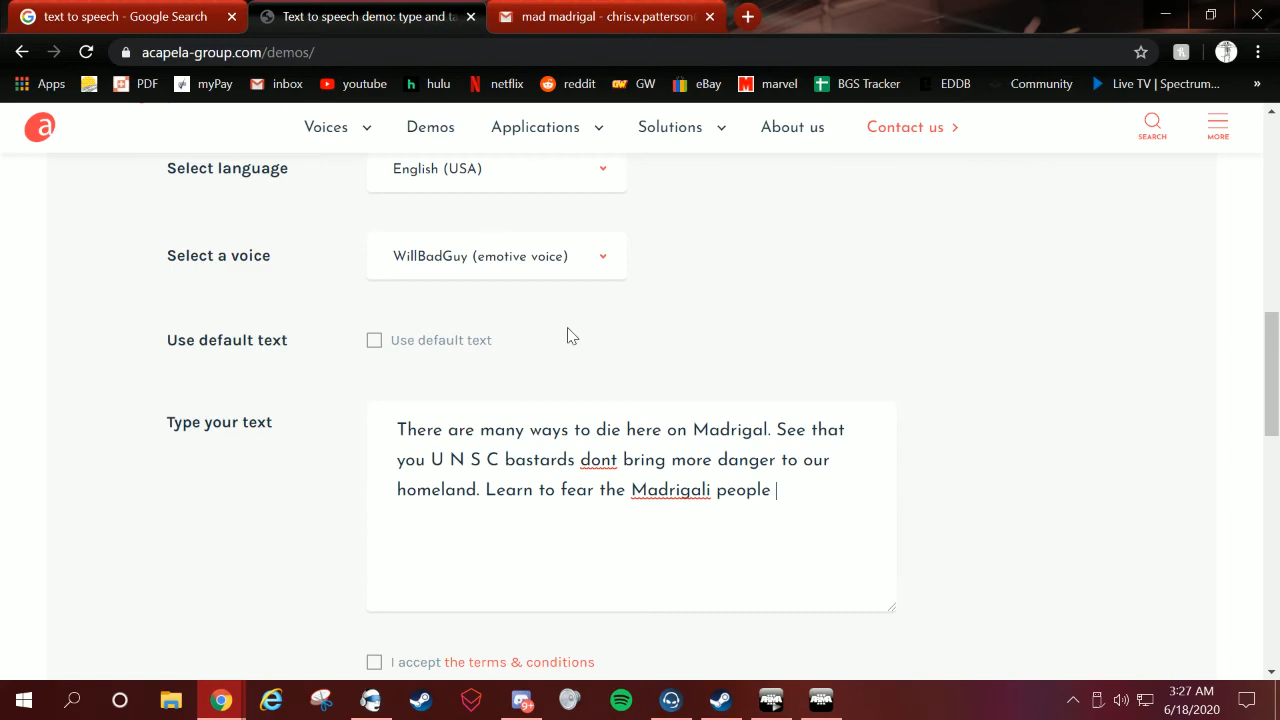 text to speech - Google Search
Text to speech demo: type and ta
mad madrigal - chris.v.patterson
acapela-group.com/demos/
Apps
PDF
myPay
inbox
youtube
hulu
netflix
reddit
GW
eBay
marvel
BGS Tracker
EDDB
Community
Live TV | Spectrum...
»
a
Voices
Demos
Applications
Solutions
About us
Contact us >
SEARCH
MORE
Select language
English (USA)
Select a voice
WillBadGuy (emotive voice)
Use default text
Use default text
Type your text
There are many ways to die here on Madrigal. See that
you U N S C bastards dont bring more danger to our
homeland. Learn to fear the Madrigali people
I accept the terms & conditions
9+
3:27 AM
6/18/2020